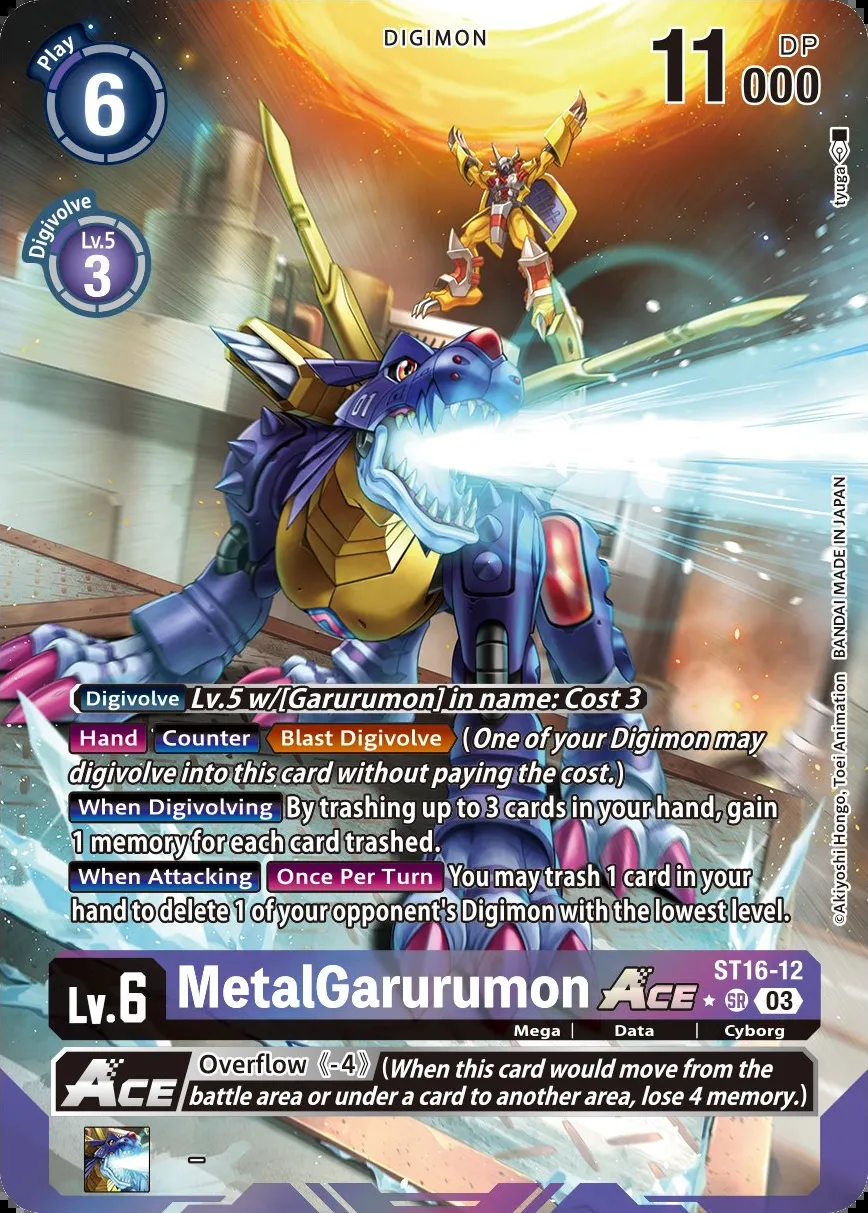 DIGIMON
Play
6
11000
DP
Digivolve
Lv.5
3
tyuga
Digivolve Lv.5 w/[Garurumon] in name: Cost 3
Hand Counter Blast Digivolve (One of your Digimon may
digivolve into this card without paying the cost.)
When Digivolving By trashing up to 3 cards in your hand, gain
1 memory for each card trashed.
When Attacking Once Per Turn You may trash 1 card in your
hand to delete 1 of your opponent's Digimon with the lowest level.
©Akiyoshi Hongo, Toei Animation BANDAI MADE IN JAPAN
01
ST16-12
Lv.6 MetalGarurumon ACE ★ SR 03
Mega | Data | Cyborg
ACE Overflow《-4》(When this card would move from the
battle area or under a card to another area, lose 4 memory.)
-